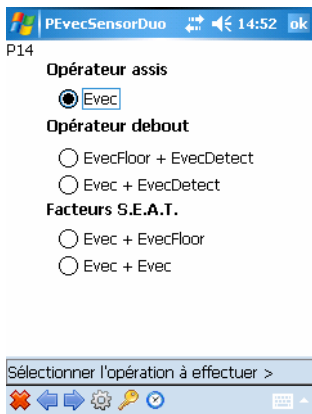 PEvecSensorDuo 14:52 ok
P14
Opérateur assis
Evec
Opérateur debout
EvecFloor + EvecDetect
Evec + EvecDetect
Facteurs S.E.A.T.
Evec + EvecFloor
Evec + Evec
Sélectionner l'opération à effectuer >